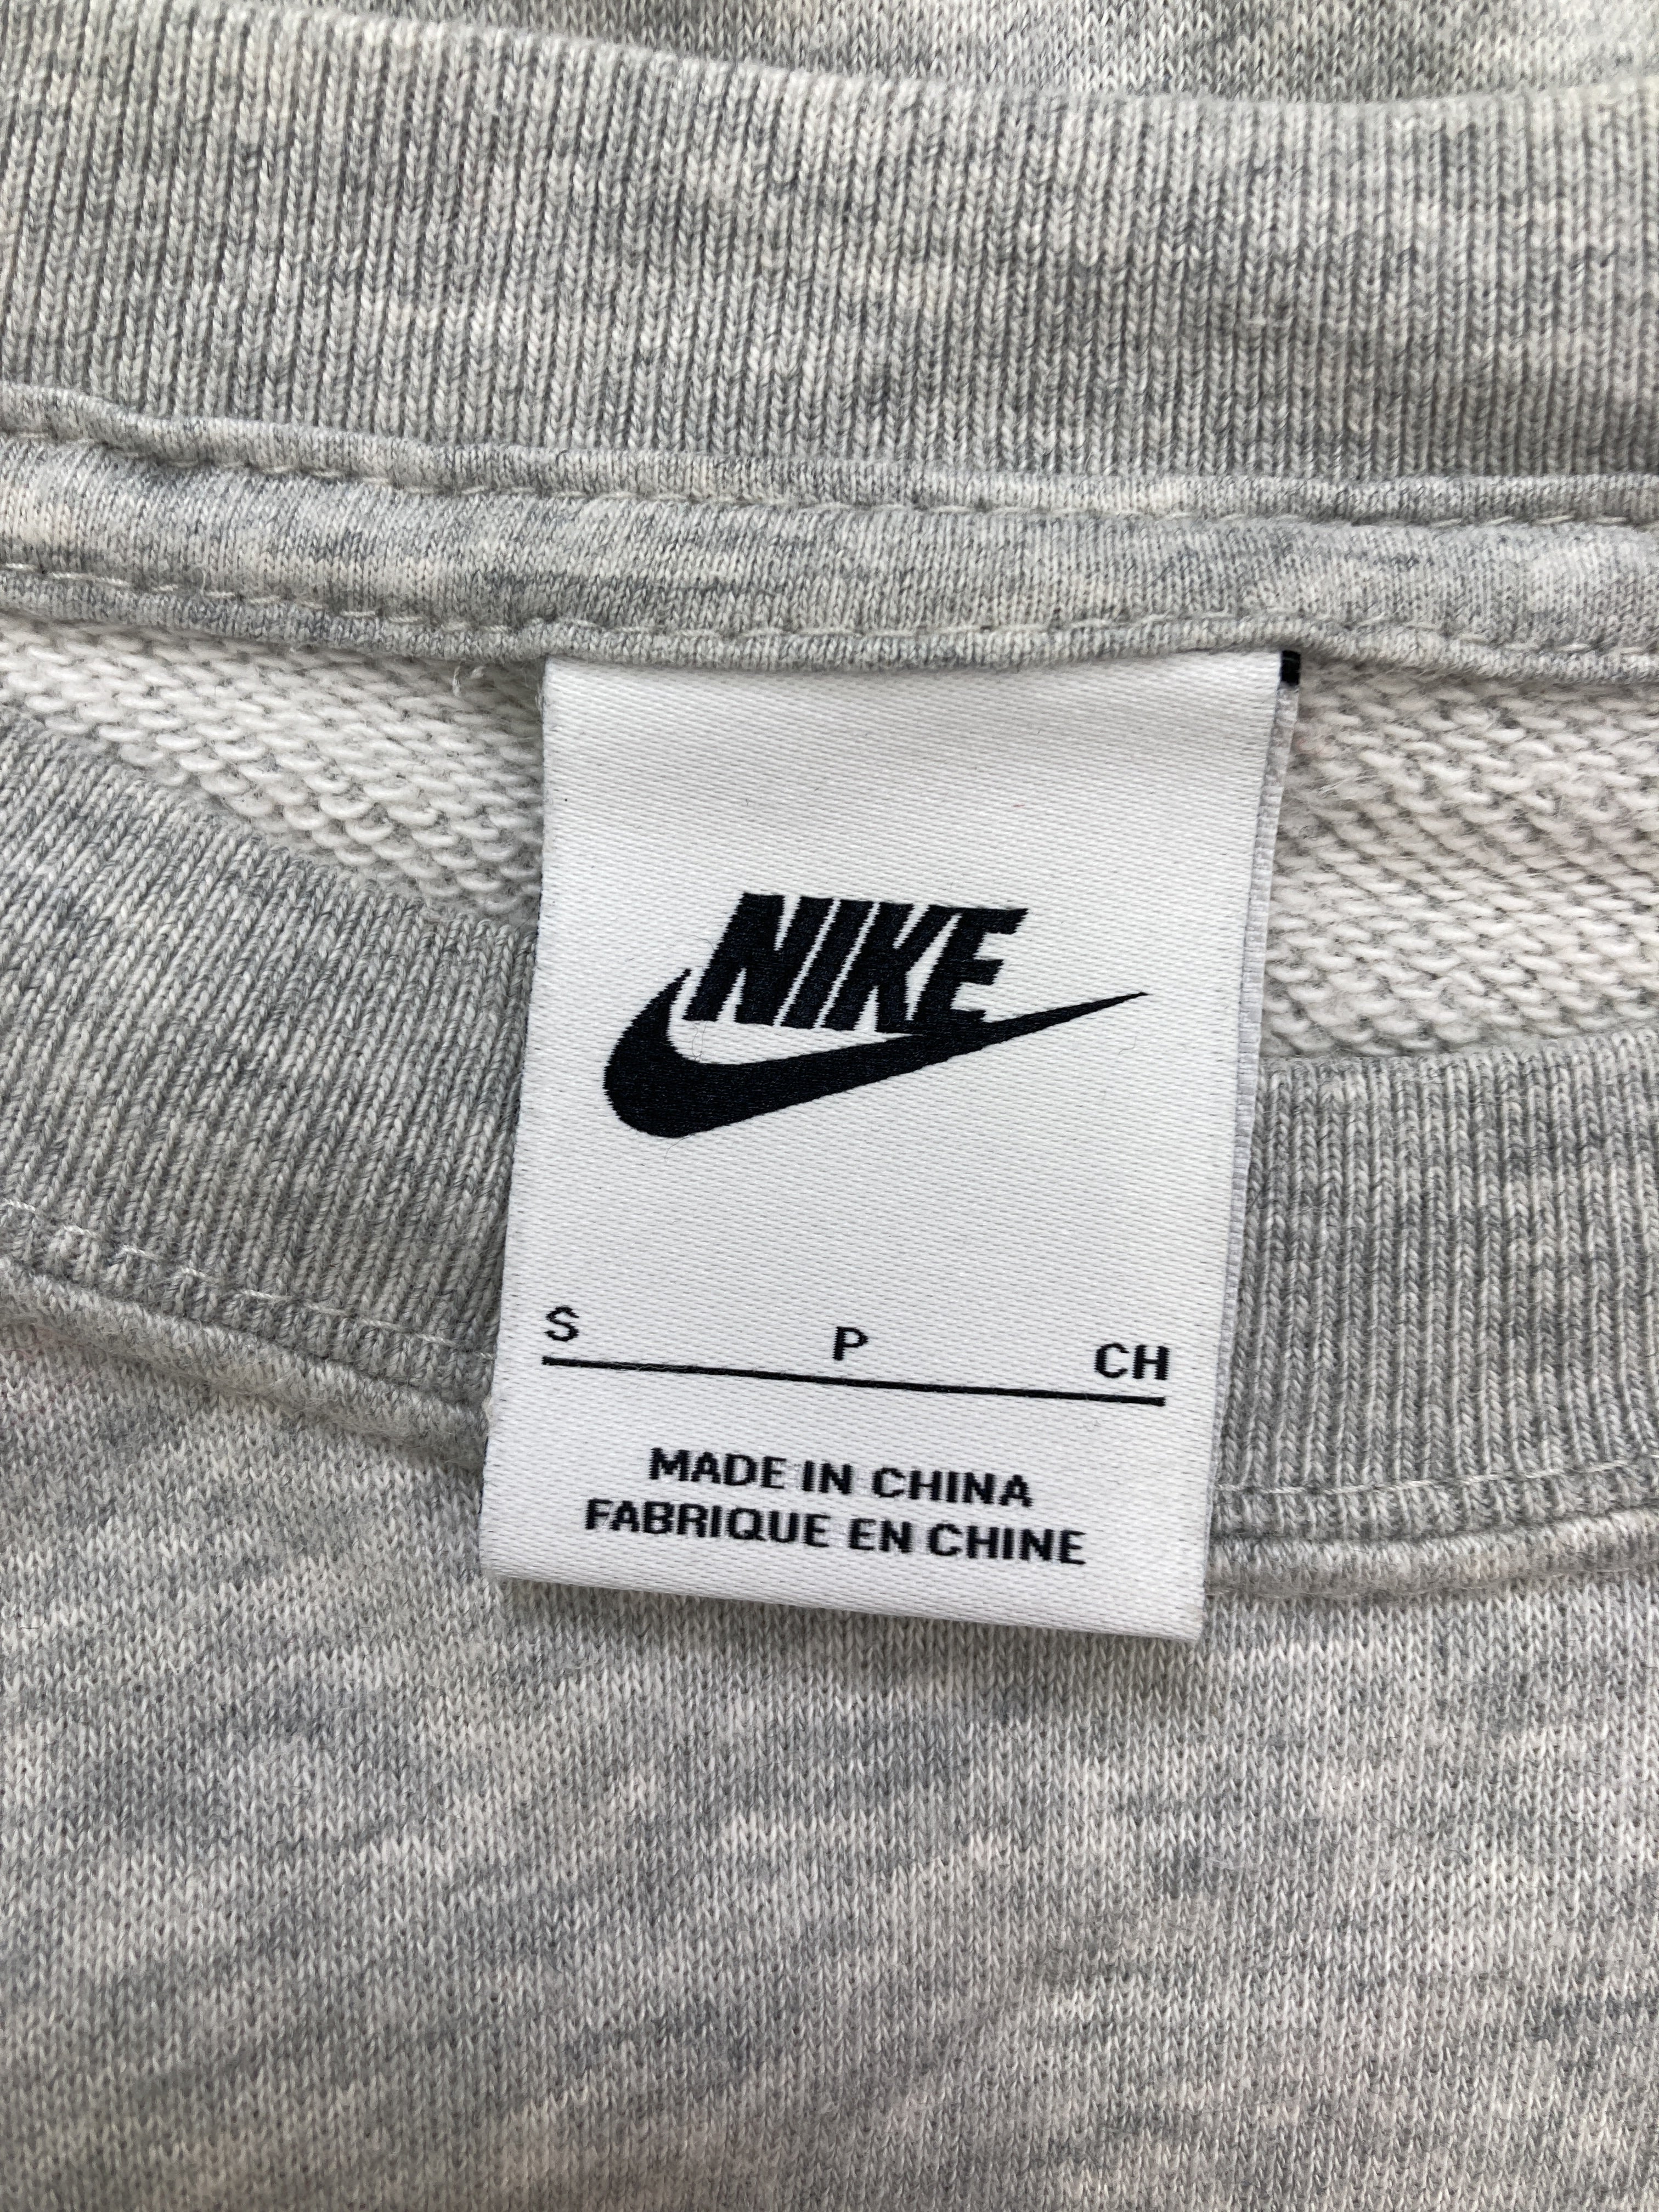 NIKE
S P CH
MADE IN CHINA
FABRIQUE EN CHINE